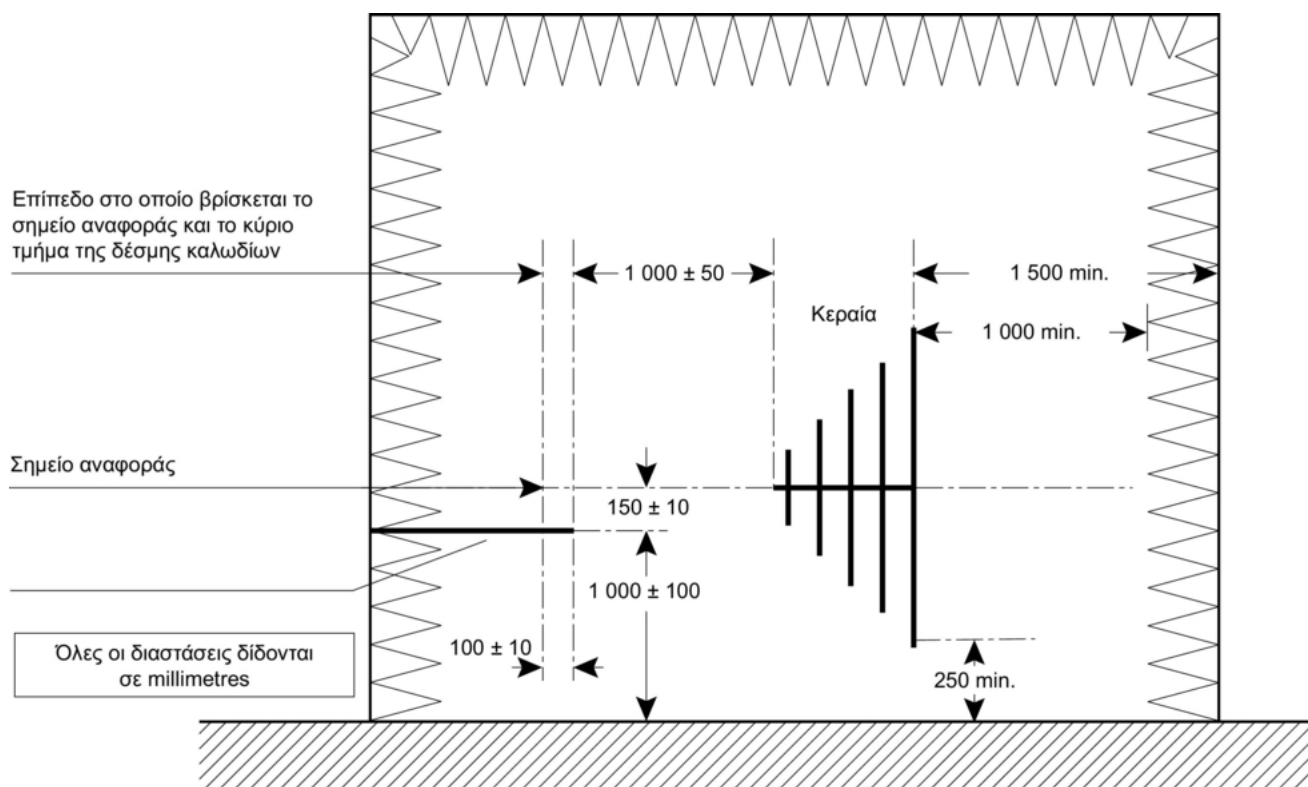 Επίπεδο στο οποίο βρίσκεται το
σημείο αναφοράς και το κύριο
τμήμα της δέσμης καλωδίων
1 000 ± 50
1 500 min.
Κεραία
1 000 min.
Σημείο αναφοράς
150 ± 10
1 000 ± 100
Όλες οι διαστάσεις δίδονται
σε millimetres
100 ± 10
250 min.